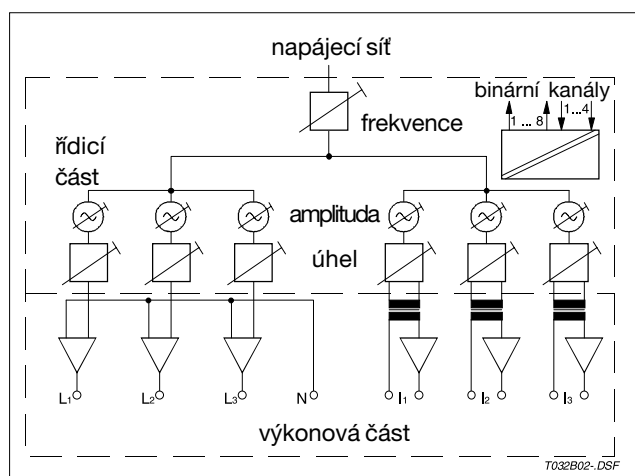 napájecí síť
binární kanály
1 ... 8 1...4
frekvence
řídicí
část
amplituda
úhel
L1 L2 L3 N I1 I2 I3
výkonová část
T032B02-.DSF